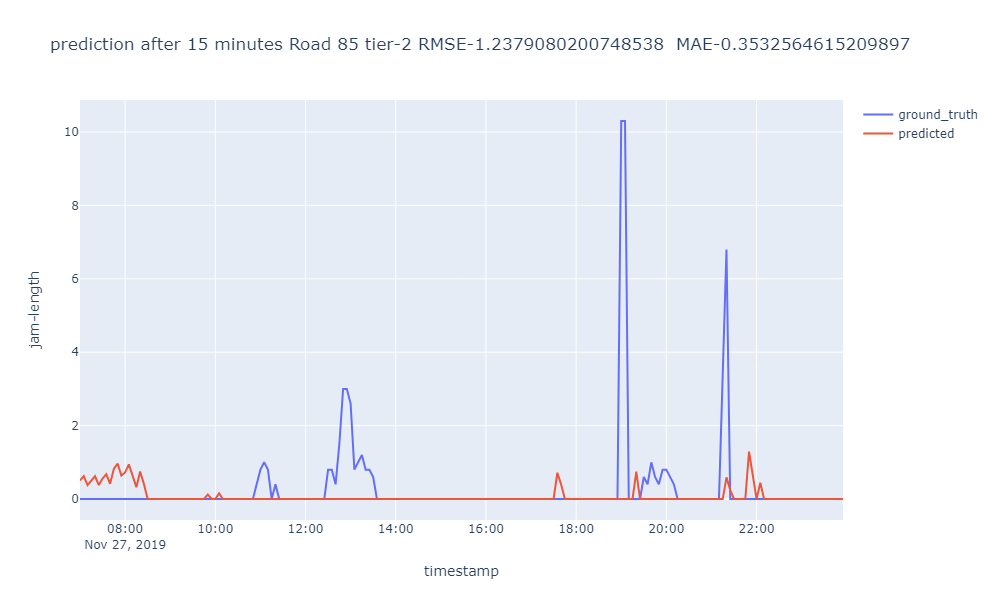 prediction after 15 minutes Road 85 tier-2 RMSE-1.2379080200748538  MAE-0.3532564615209897
ground_truth
predicted
10
8
6
4
2
0
jam-length
08:00 10:00 12:00 14:00 16:00 18:00 20:00 22:00
Nov 27, 2019
timestamp